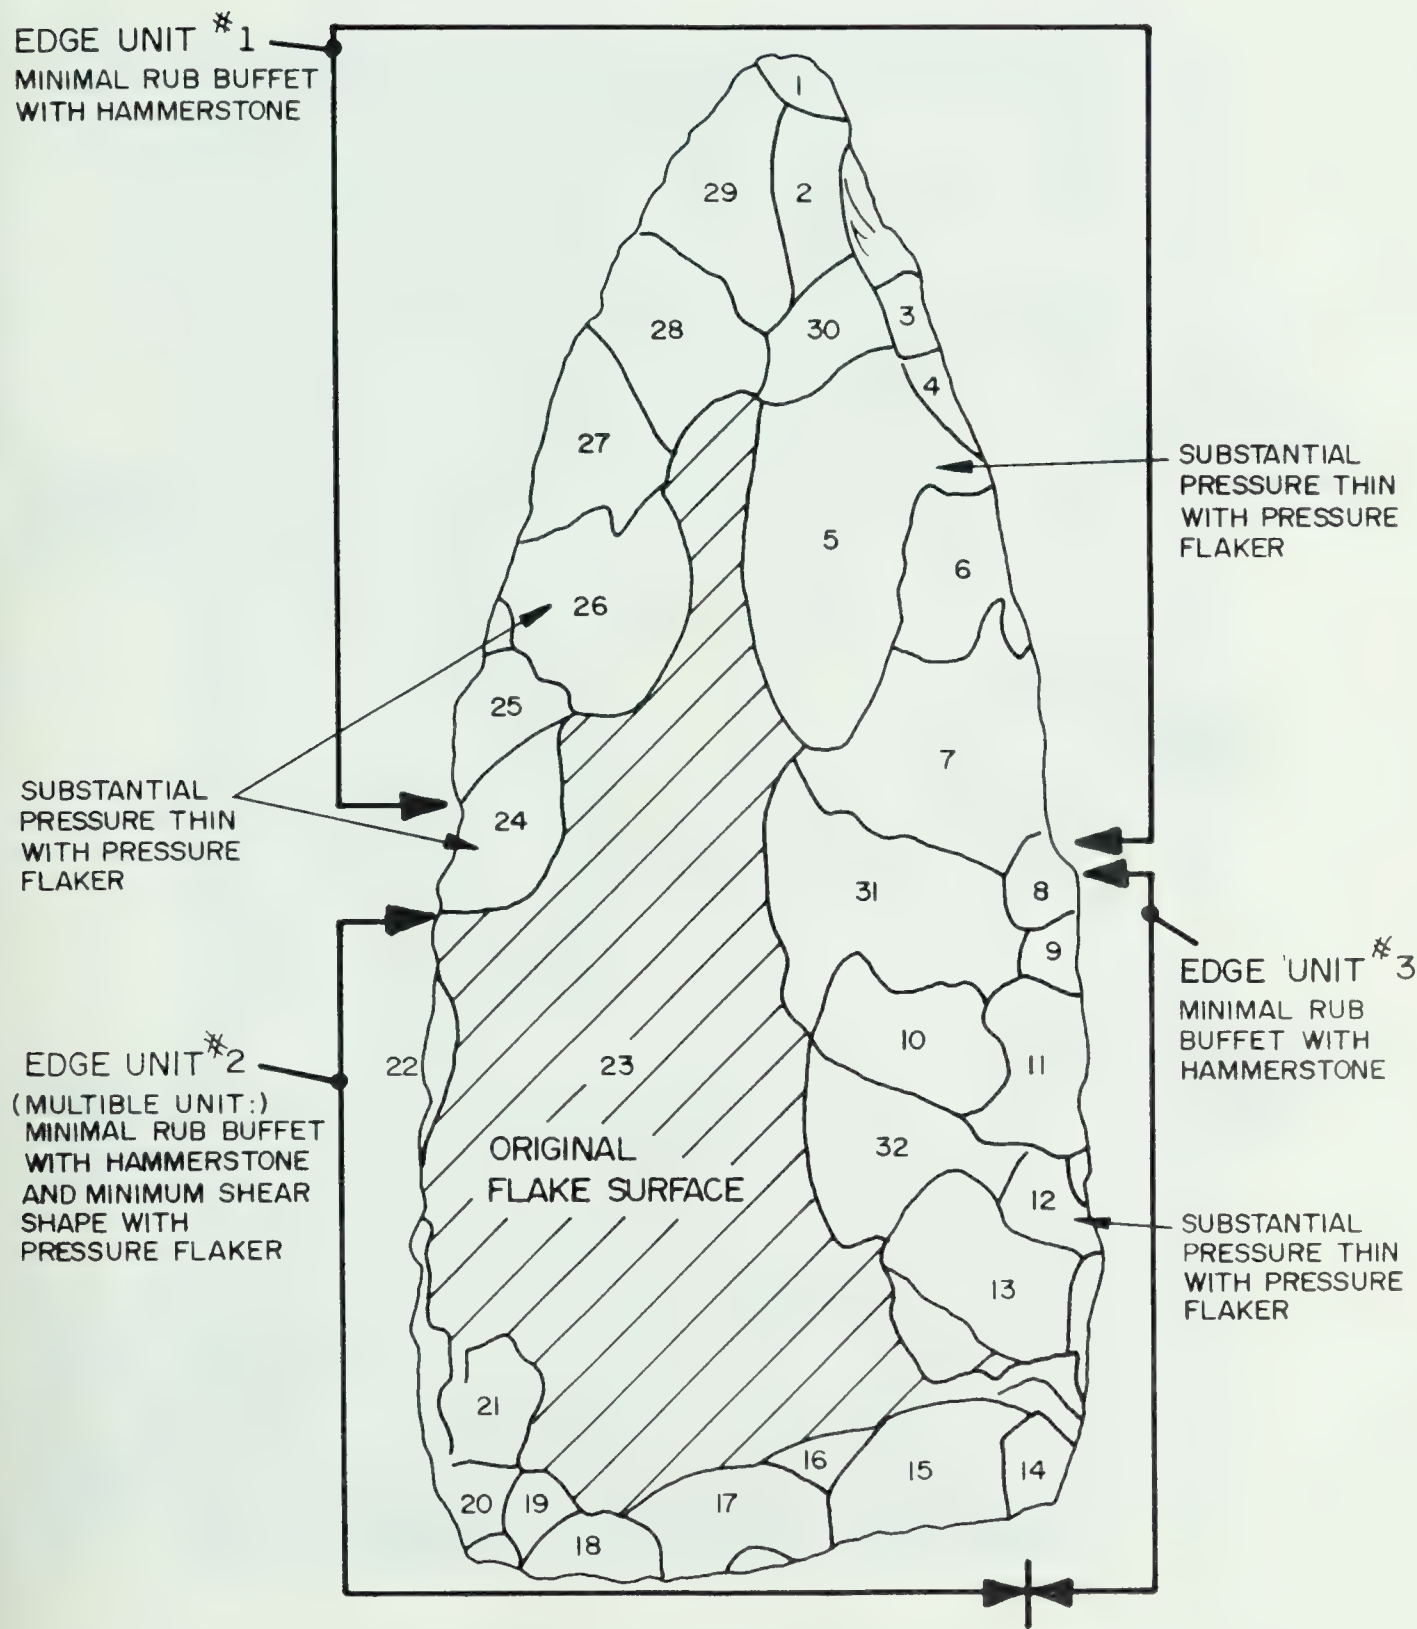 EDGE UNIT #1
MINIMAL RUB BUFFET
WITH HAMMERSTONE
1
29
2
28
30
3
4
27
SUBSTANTIAL
PRESSURE THIN
WITH PRESSURE
FLAKER
5
6
26
25
7
SUBSTANTIAL
PRESSURE THIN
WITH PRESSURE
FLAKER
24
31
8
9
EDGE UNIT #3
MINIMAL RUB
BUFFET WITH
HAMMERSTONE
10
11
22
23
EDGE UNIT #2
(MULTIBLE UNIT:)
MINIMAL RUB BUFFET
WITH HAMMERSTONE
AND MINIMUM SHEAR
SHAPE WITH
PRESSURE FLAKER
ORIGINAL
FLAKE SURFACE
32
12
SUBSTANTIAL
PRESSURE THIN
WITH PRESSURE
FLAKER
13
21
16
15
14
20
19
17
18